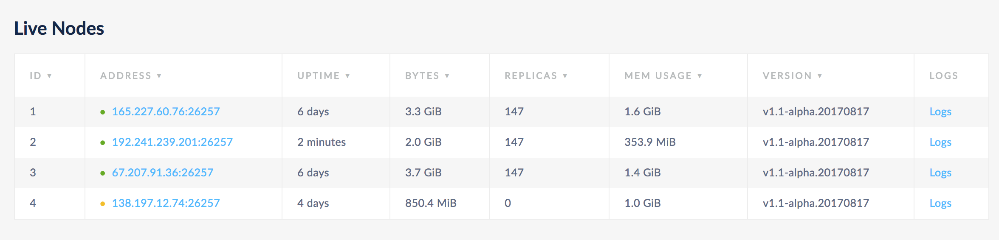 Live Nodes
ID ▼ ADDRESS ▼ UPTIME ▼ BYTES ▼ REPLICAS ▼ MEM USAGE ▼ VERSION ▼ LOGS
1 165.227.60.76:26257 6 days 3.3 GiB 147 1.6 GiB v1.1-alpha.20170817 Logs
2 192.241.239.201:26257 2 minutes 2.0 GiB 147 353.9 MiB v1.1-alpha.20170817 Logs
3 67.207.91.36:26257 6 days 3.7 GiB 147 1.4 GiB v1.1-alpha.20170817 Logs
4 138.197.12.74:26257 4 days 850.4 MiB 0 1.0 GiB v1.1-alpha.20170817 Logs